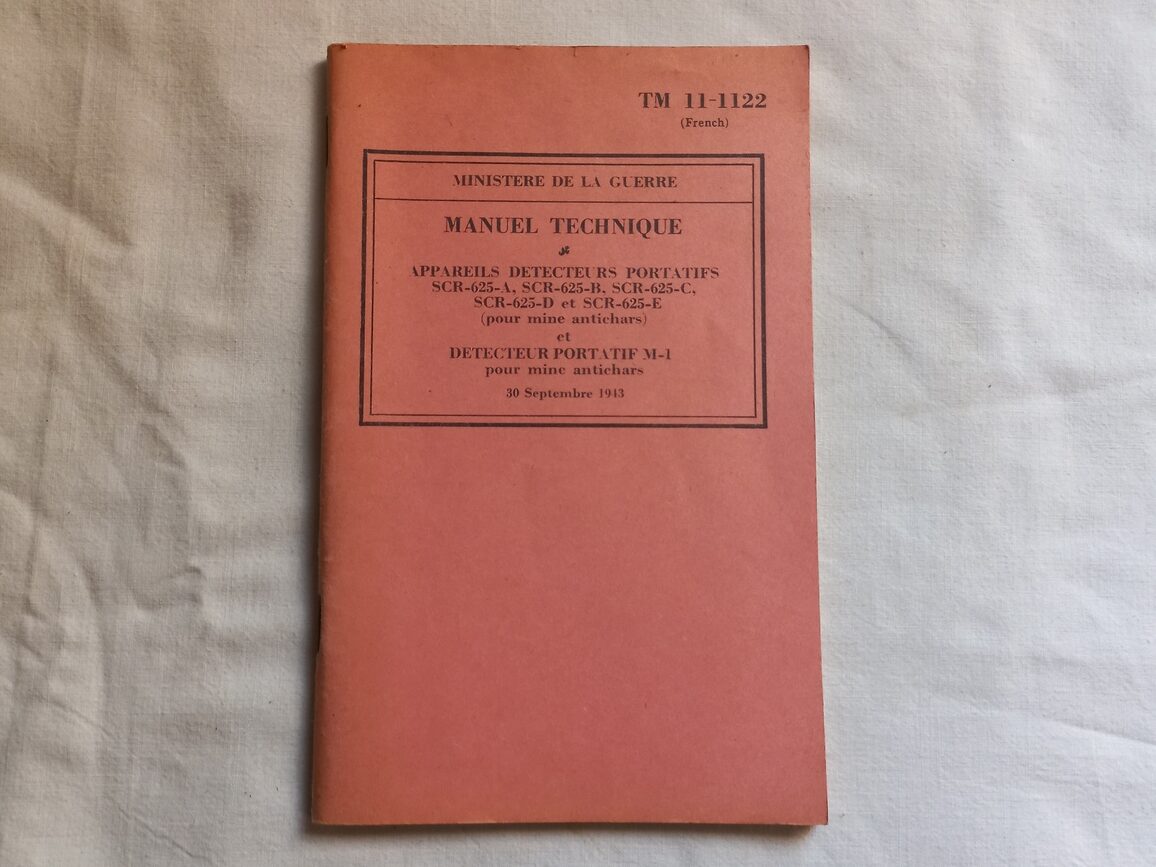 TM 11-1122
(French)
MINISTERE DE LA GUERRE
MANUEL TECHNIQUE
APPAREILS DETECTEURS PORTATIFS
SCR-625-A, SCR-625-B, SCR-625-C,
SCR-625-D et SCR-625-E
(pour mine antichars)
et
DETECTEUR PORTATIF M-1
pour mine antichars
30 Septembre 1943